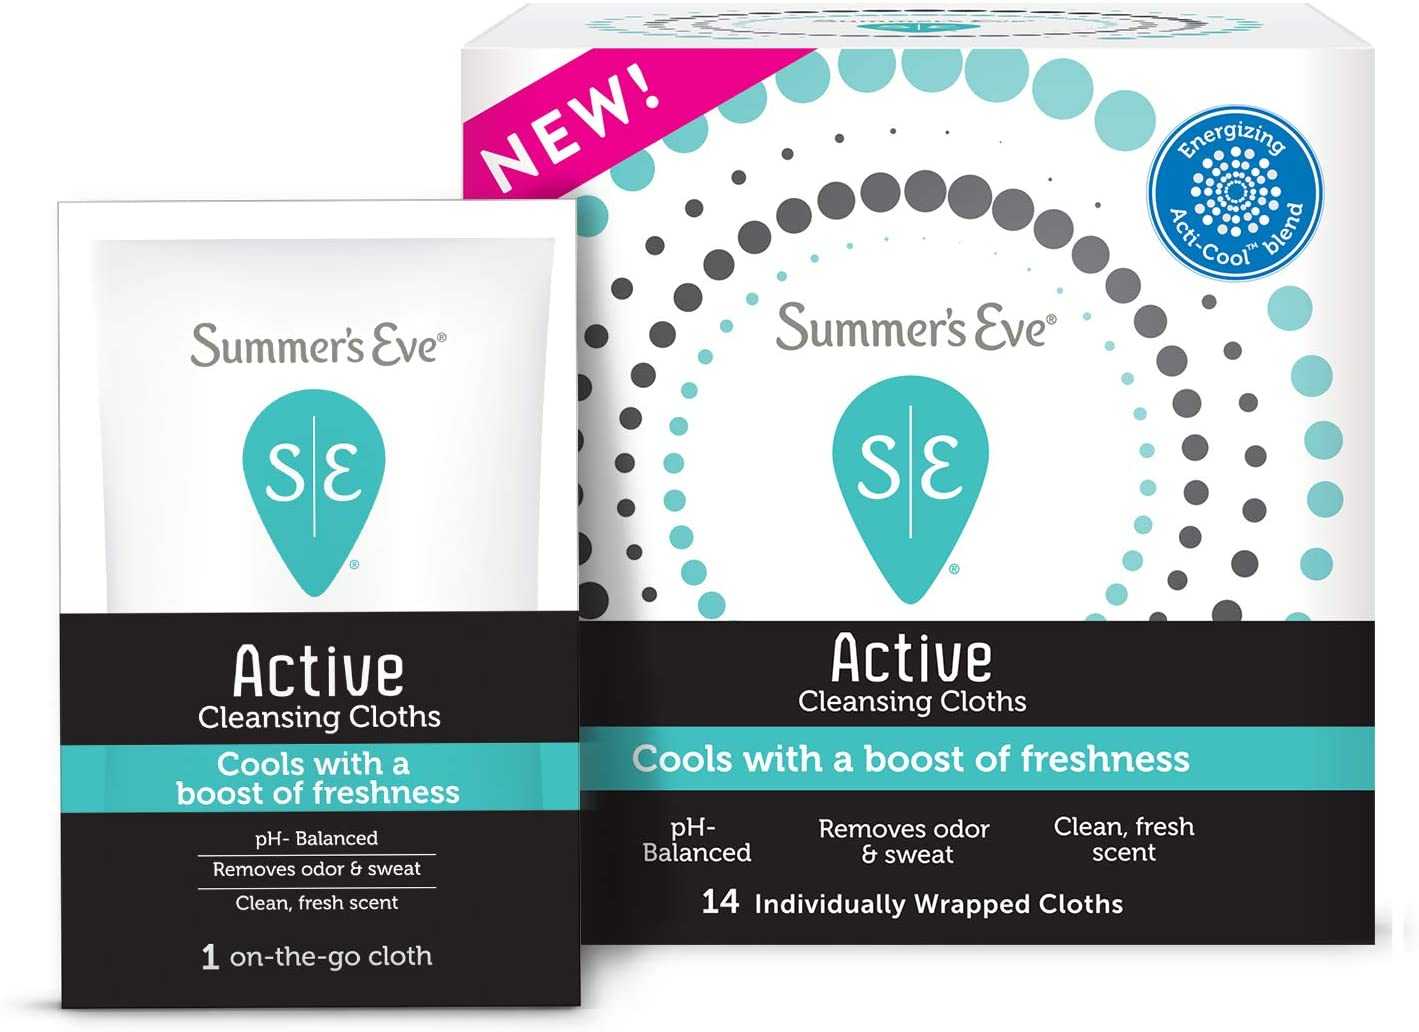 Summer's Eve®
S|E®
Active
Cleansing Cloths
Cools with a
boost of freshness
pH- Balanced
Removes odor & sweat
Clean, fresh scent
1 on-the-go cloth
NEW!
Energizing
Acti-Cool™ blend
Summer's Eve®
S|E®
Active
Cleansing Cloths
Cools with a boost of freshness
pH-
Balanced
Removes odor
& sweat
Clean, fresh
scent
14 Individually Wrapped Cloths